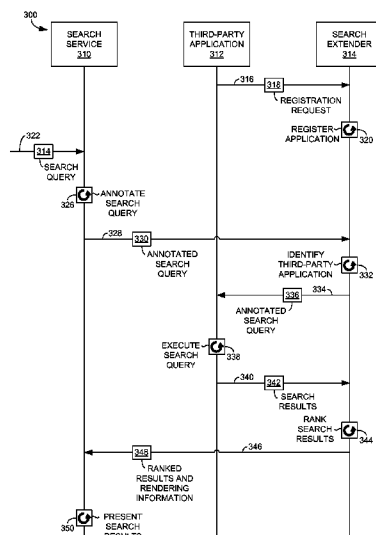 300
SEARCH
SERVICE
310
THIRD-PARTY
APPLICATION
312
SEARCH
EXTENDER
314
316
318
REGISTRATION
REQUEST
REGISTER
APPLICATION
320
322
314
SEARCH
QUERY
326
ANNOTATE
SEARCH
QUERY
328
330
ANNOTATED
SEARCH
QUERY
IDENTIFY
THIRD-PARTY
APPLICATION
332
334
336
ANNOTATED
SEARCH
QUERY
EXECUTE
SEARCH
QUERY
338
340
342
SEARCH
RESULTS
RANK
SEARCH
RESULTS
344
346
348
RANKED
RESULTS AND
RENDERING
INFORMATION
350
PRESENT
SEARCH
RESULTS